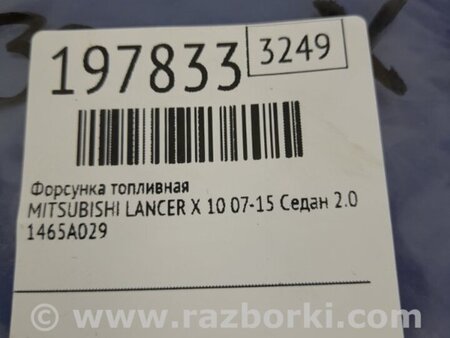 197833
3249
Форсунка топливная
MITSUBISHI LANCER X 10 07-15 Седан 2.0
1465A029
© www.razborki.com